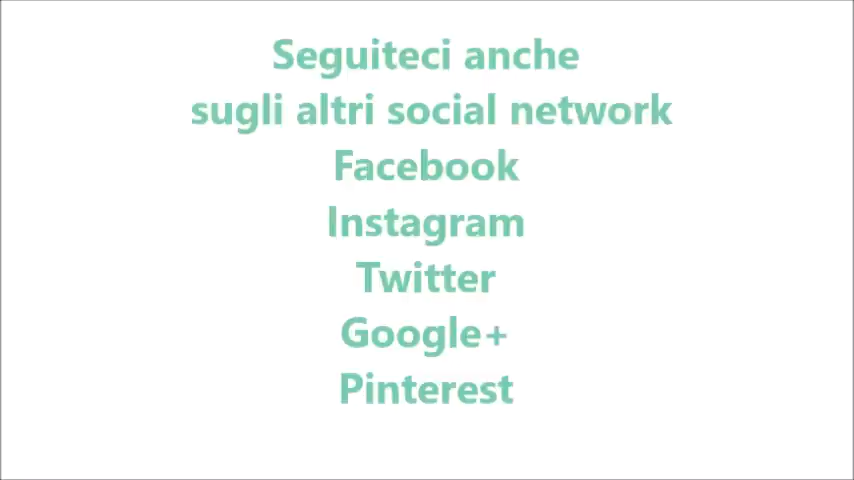 Seguiteci anche
sugli altri social network
Facebook
Instagram
Twitter
Google+
Pinterest